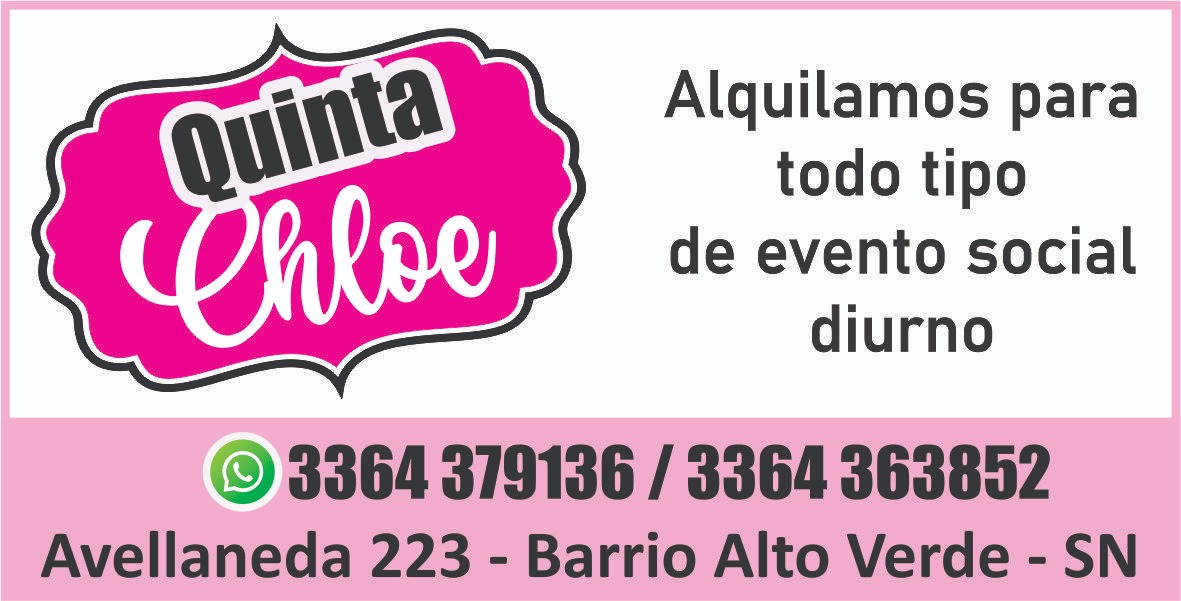 Quinta
Chloe
Alquilamos para
todo tipo
de evento social
diurno
3364 379136 / 3364 363852
Avellaneda 223 - Barrio Alto Verde - SN